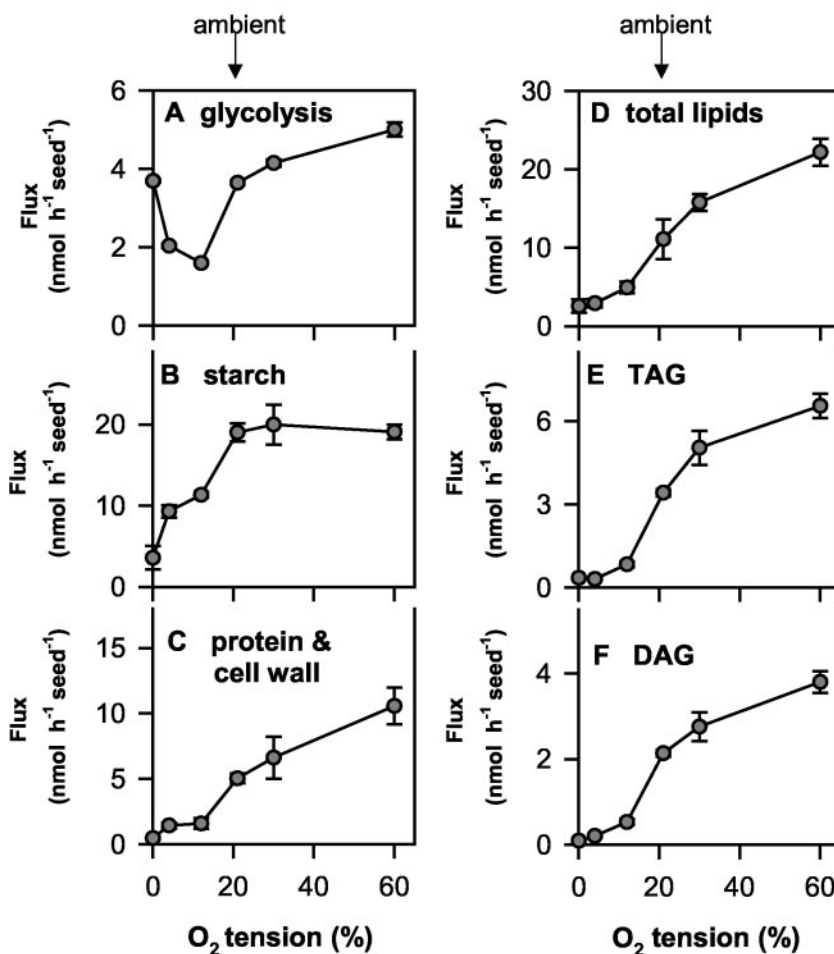 ambient
ambient
A glycolysis
Flux
(nmol h⁻¹ seed⁻¹)
6
4
2
0
B starch
Flux
(nmol h⁻¹ seed⁻¹)
20
10
0
C protein &
cell wall
Flux
(nmol h⁻¹ seed⁻¹)
15
10
5
0
0 20 40 60
O₂ tension (%)
D total lipids
Flux
(nmol h⁻¹ seed⁻¹)
30
20
10
0
E TAG
Flux
(nmol h⁻¹ seed⁻¹)
6
3
0
F DAG
Flux
(nmol h⁻¹ seed⁻¹)
4
2
0
0 20 40 60
O₂ tension (%)